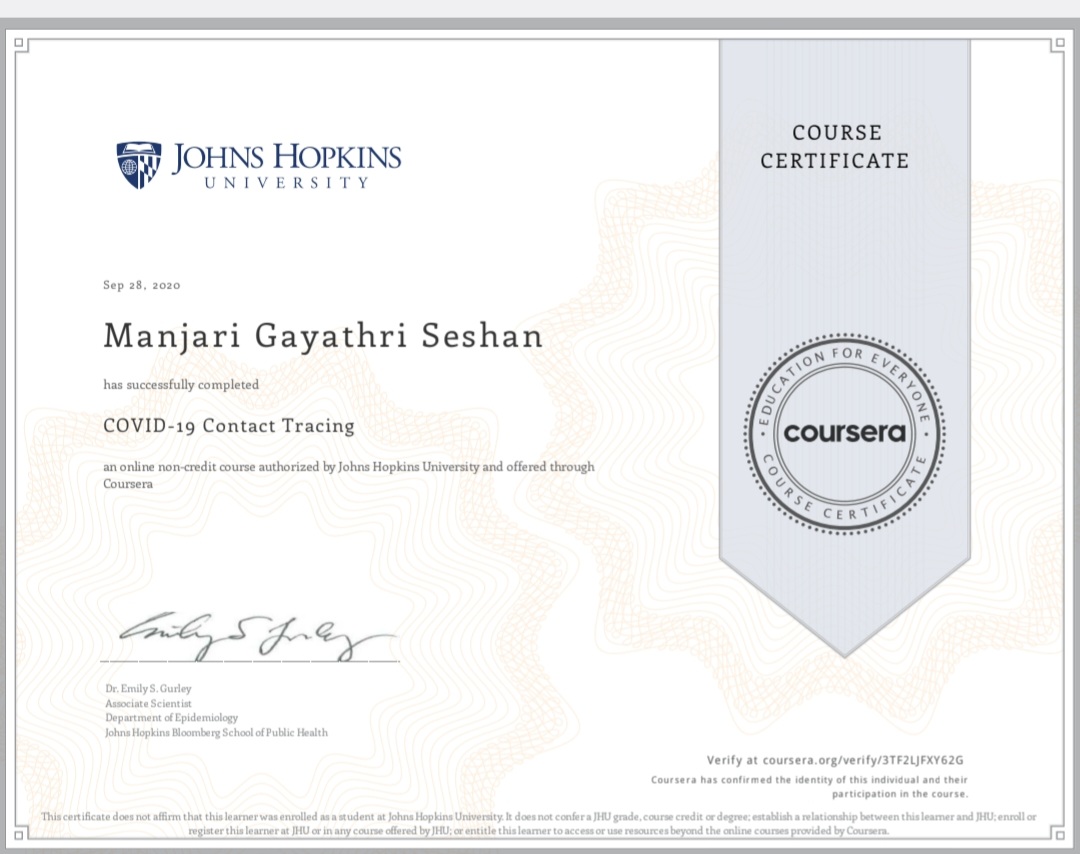 JOHNS HOPKINS
UNIVERSITY
COURSE
CERTIFICATE
Sep 28, 2020
Manjari Gayathri Seshan
has successfully completed
COVID-19 Contact Tracing
an online non-credit course authorized by Johns Hopkins University and offered through
Coursera
EDUCATION FOR EVERYONE
coursera
COURSE CERTIFICATE
Emily S Gurley
Dr. Emily S. Gurley
Associate Scientist
Department of Epidemiology
Johns Hopkins Bloomberg School of Public Health
Verify at coursera.org/verify/3TF2LJFXY62G
Coursera has confirmed the identity of this individual and their
participation in the course.
This certificate does not affirm that this learner was enrolled as a student at Johns Hopkins University. It does not confer a JHU grade, course credit or degree; establish a relationship between this learner and JHU; enroll or
register this learner at JHU or in any course offered by JHU; or entitle this learner to access or use resources beyond the online courses provided by Coursera.